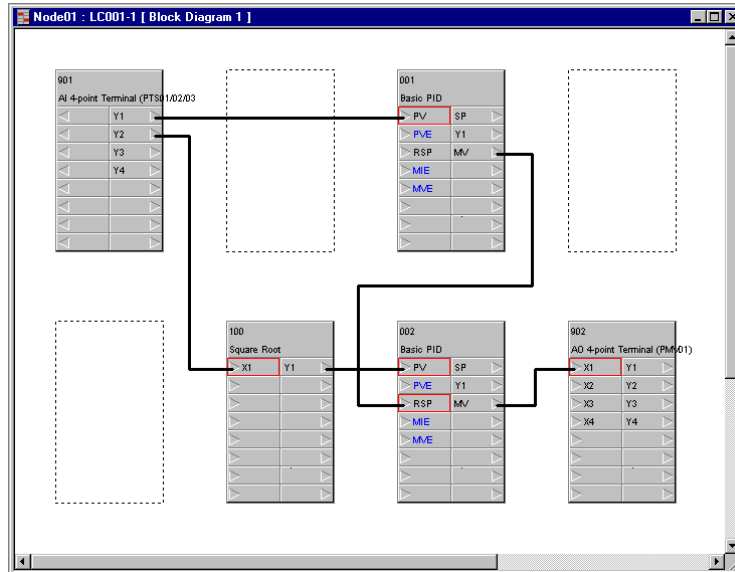 Node01 : LC001-1 [ Block Diagram 1 ]
901
AI 4-point Terminal (PTS01/02/03
Y1
Y2
Y3
Y4
001
Basic PID
PV SP
PVE Y1
RSP MV
MIE
MVE
100
Square Root
X1 Y1
002
Basic PID
PV SP
PVE Y1
RSP MV
MIE
MVE
902
AO 4-point Terminal (PMV01)
X1 Y1
X2 Y2
X3 Y3
X4 Y4